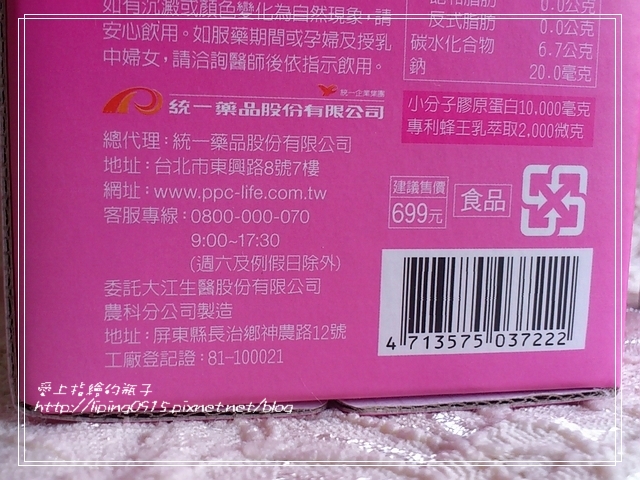 如有沉澱或顏色變化為自然現象，請
安心飲用。如服藥期間或孕婦及授乳
中婦女，請洽詢醫師後依指示飲用。
反式脂肪 0.0公克
碳水化合物 6.7公克
鈉 20.0毫克
小分子膠原蛋白10,000毫克
專利蜂王乳萃取2,000微克
統一企業集團
統一藥品股份有限公司
總代理：統一藥品股份有限公司
地址：台北市東興路8號7樓
網址：www.ppc-life.com.tw
客服專線：0800-000-070
9:00~17:30
(週六及例假日除外)
委託大江生醫股份有限公司
農科分公司製造
地址：屏東縣長治鄉神農路12號
工廠登記證：81-100021
建議售價
699元
食品
4 713575 037222
愛上指繪的瓶子
http://liping0515.pixnet.net/blog